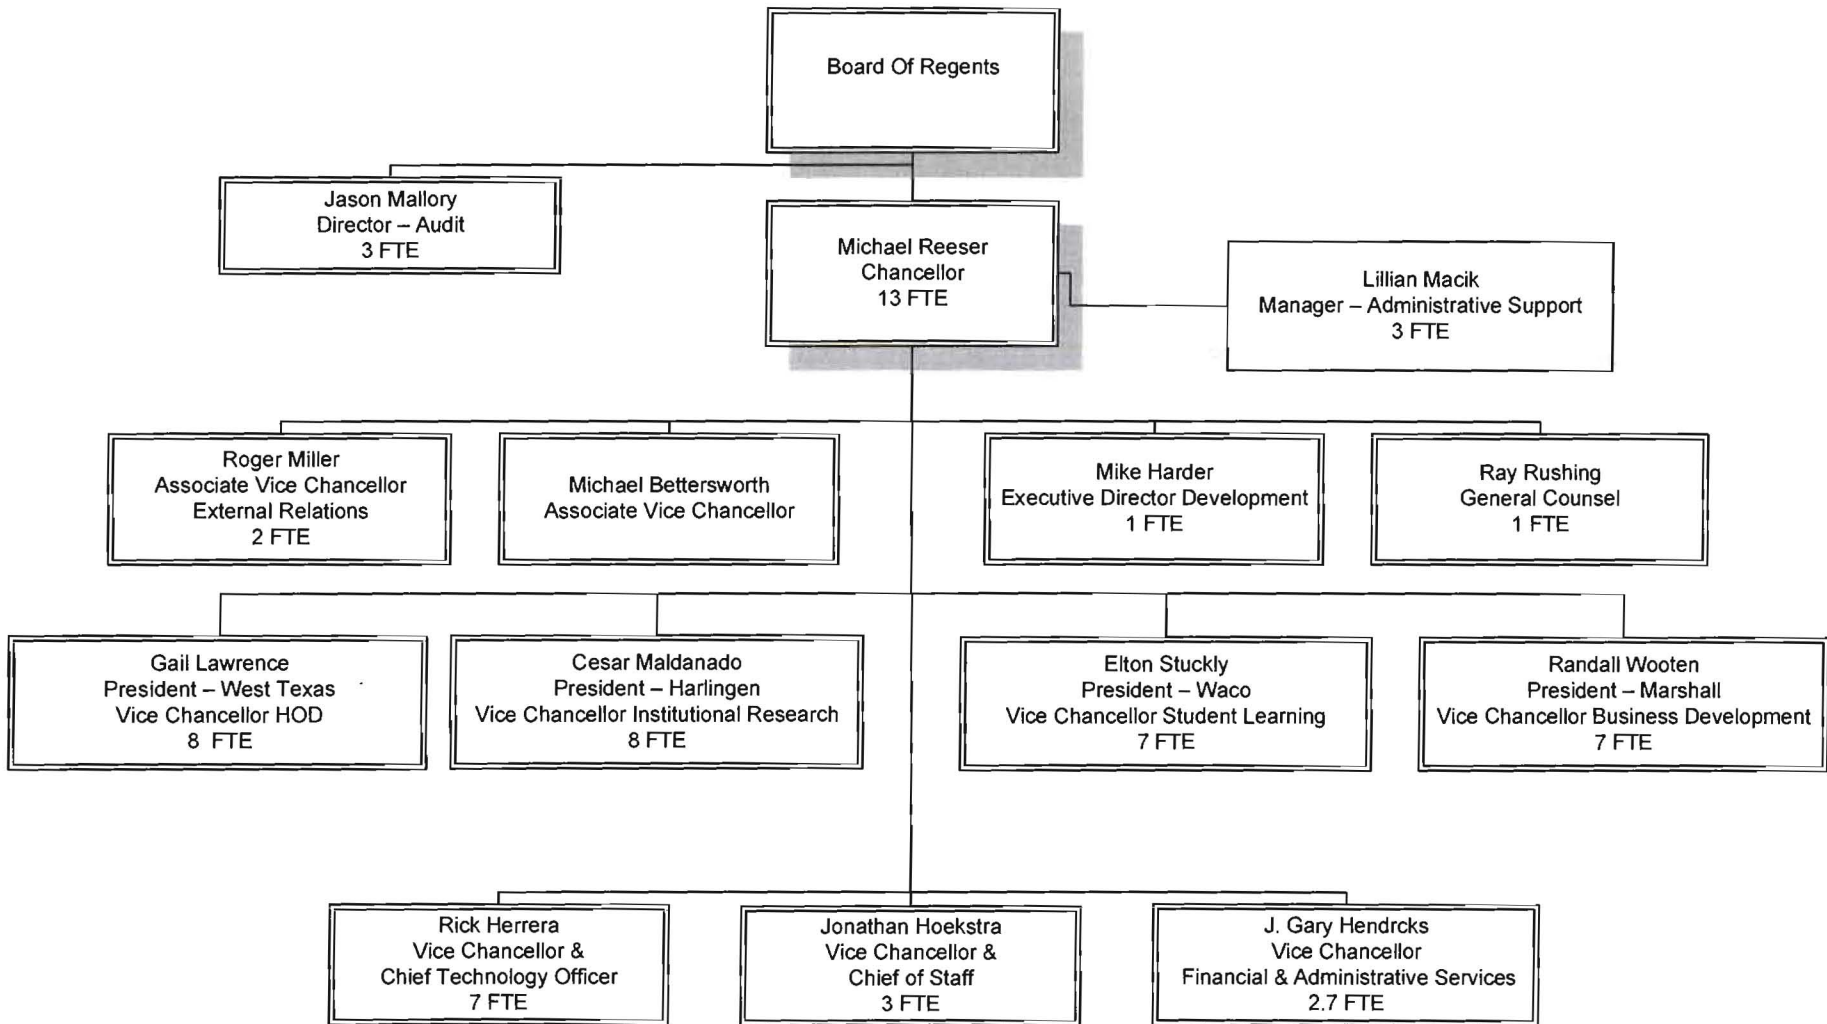 Board Of Regents
Jason Mallory
Director – Audit
3 FTE
Michael Reeser
Chancellor
13 FTE
Lillian Macik
Manager – Administrative Support
3 FTE
Roger Miller
Associate Vice Chancellor
External Relations
2 FTE
Michael Bettersworth
Associate Vice Chancellor
Mike Harder
Executive Director Development
1 FTE
Ray Rushing
General Counsel
1 FTE
Gail Lawrence
President – West Texas
Vice Chancellor HOD
8 FTE
Cesar Maldanado
President – Harlingen
Vice Chancellor Institutional Research
8 FTE
Elton Stuckly
President – Waco
Vice Chancellor Student Learning
7 FTE
Randall Wooten
President – Marshall
Vice Chancellor Business Development
7 FTE
Rick Herrera
Vice Chancellor &
Chief Technology Officer
7 FTE
Jonathan Hoekstra
Vice Chancellor &
Chief of Staff
3 FTE
J. Gary Hendrcks
Vice Chancellor
Financial & Administrative Services
2.7 FTE